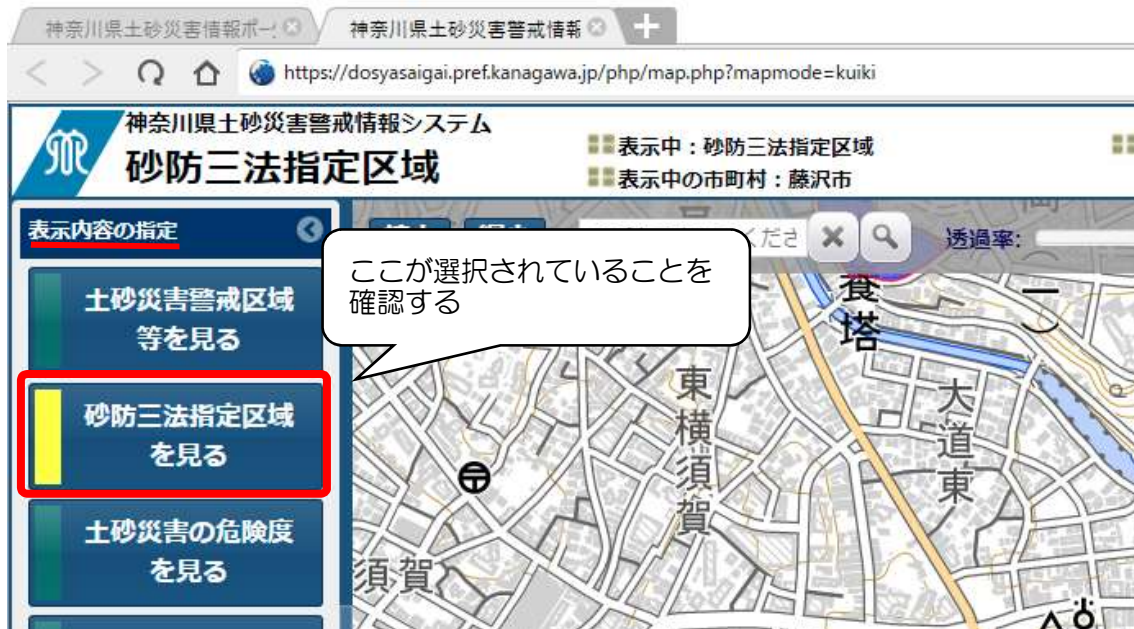 神奈川県土砂災害情報ポー
神奈川県土砂災害警戒情報
https://dosyasaigai.pref.kanagawa.jp/php/map.php?mapmode=kuiki
神奈川県土砂災害警戒情報システム
砂防三法指定区域
表示中：砂防三法指定区域
表示中の市町村：藤沢市
表示内容の指定
透過率:
ここが選択されていることを
確認する
土砂災害警戒区域
等を見る
砂防三法指定区域
を見る
土砂災害の危険度
を見る
養塔
東横須賀
大道東
須賀